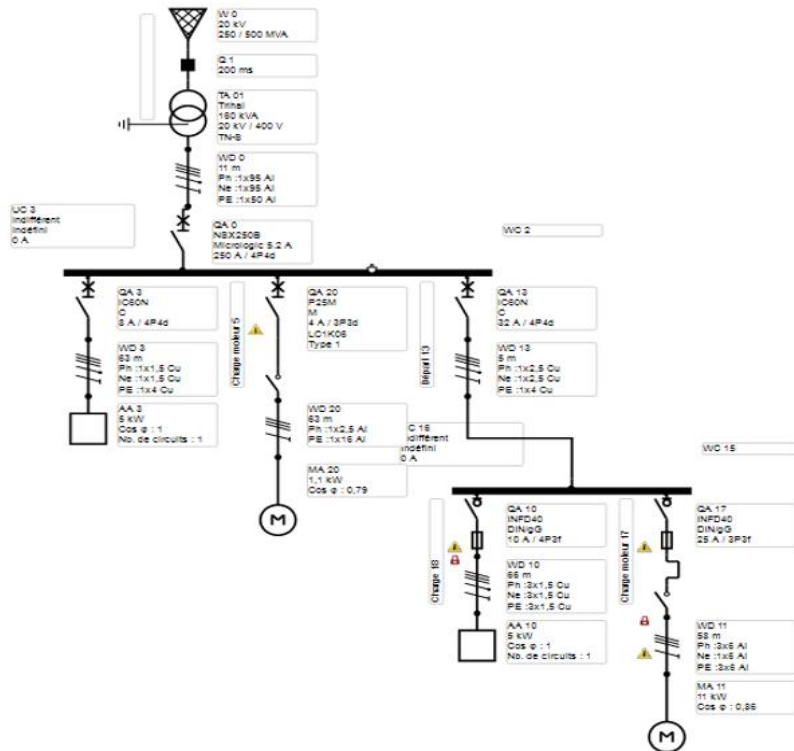 W 0
20 kV
250 / 500 MVA
Q 1
200 ms
TA 01
Trihal
160 kVA
20 kV / 400 V
TN-S
WD 0
11 m
Ph :1x95 Al
Ne :1x95 Al
PE :1x50 Al
UC 3
Indifférent
Indéfini
0 A
QA 0
NSX250B
Micrologic 5.2 A
250 A / 4P4d
WC 2
QA 3
IC60N
C
8 A / 4P4d
WD 3
63 m
Ph :1x1,5 Cu
Ne :1x1,5 Cu
PE :1x4 Cu
AA 3
5 kW
Cos φ : 1
Nb. de circuits : 1
Charge moteur 5
QA 20
P25M
M
4 A / 3P3d
LC1K06
Type 1
WD 20
63 m
Ph :1x2,5 Al
PE :1x16 Al
MA 20
1,1 kW
Cos φ : 0,79
M
Départ 13
QA 13
IC60N
C
32 A / 4P4d
WD 13
5 m
Ph :1x2,5 Cu
Ne :1x2,5 Cu
PE :1x4 Cu
C 16
différent
ndéfini
0 A
WC 15
Charge 18
QA 10
INFD40
DIN/gG
10 A / 4P3f
WD 10
66 m
Ph :3x1,5 Cu
Ne :3x1,5 Cu
PE :3x1,5 Cu
AA 10
5 kW
Cos φ : 1
Nb. de circuits : 1
Charge moteur 17
QA 17
INFD40
DIN/gG
25 A / 3P3f
WD 11
58 m
Ph :3x6 Al
Ne :1x6 Al
PE :3x6 Al
MA 11
11 kW
Cos φ : 0,86
M